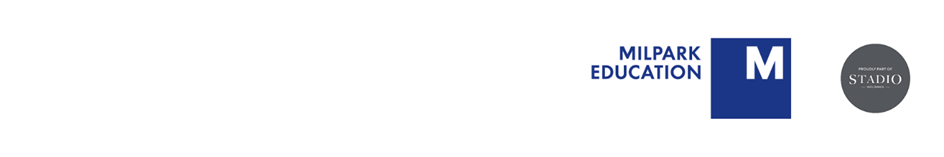 MILPARK
EDUCATION
M
PROUDLY PART OF
STADIO